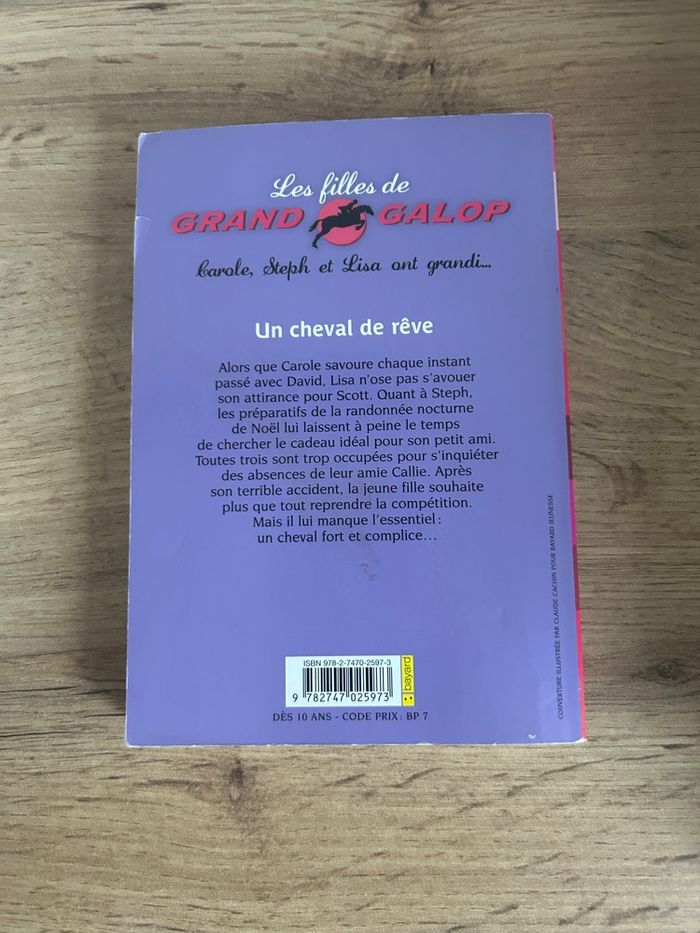 Les filles de
GRAND GALOP
Carole, Steph et Lisa ont grandi...
Un cheval de rêve
Alors que Carole savoure chaque instant
passé avec David, Lisa n'ose pas s'avouer
son attirance pour Scott. Quant à Steph,
les préparatifs de la randonnée nocturne
de Noël lui laissent à peine le temps
de chercher le cadeau idéal pour son petit ami.
Toutes trois sont trop occupées pour s'inquiéter
des absences de leur amie Callie. Après
son terrible accident, la jeune fille souhaite
plus que tout reprendre la compétition.
Mais il lui manque l'essentiel :
un cheval fort et complice...
ISBN 978-2-7470-2597-3
9 782747 025973
bayard
DÈS 10 ANS - CODE PRIX : BP 7
COUVERTURE ILLUSTRÉE PAR CLAUDE CACHIN POUR BAYARD JEUNESSE